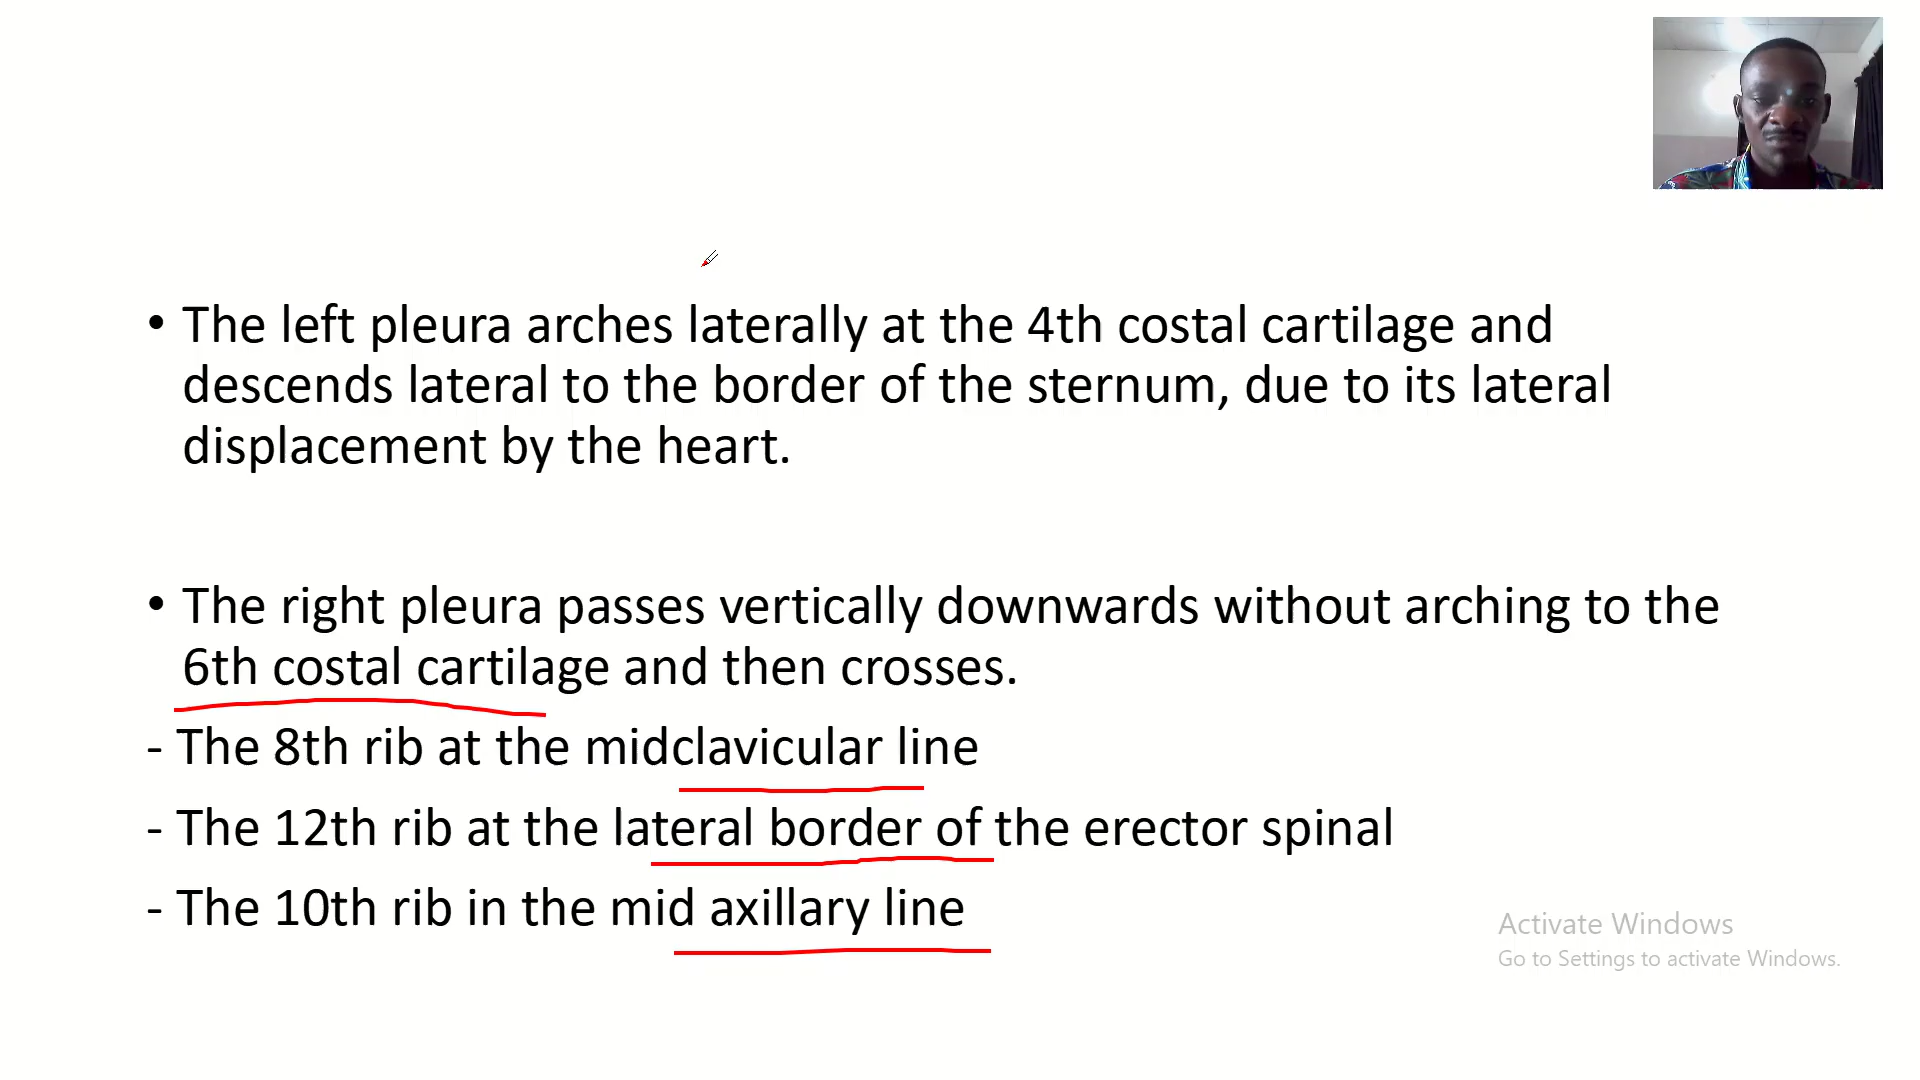 • The left pleura arches laterally at the 4th costal cartilage and
descends lateral to the border of the sternum, due to its lateral
displacement by the heart.
• The right pleura passes vertically downwards without arching to the
6th costal cartilage and then crosses.
- The 8th rib at the midclavicular line
- The 12th rib at the lateral border of the erector spinal
- The 10th rib in the mid axillary line
Activate Windows
Go to Settings to activate Windows.